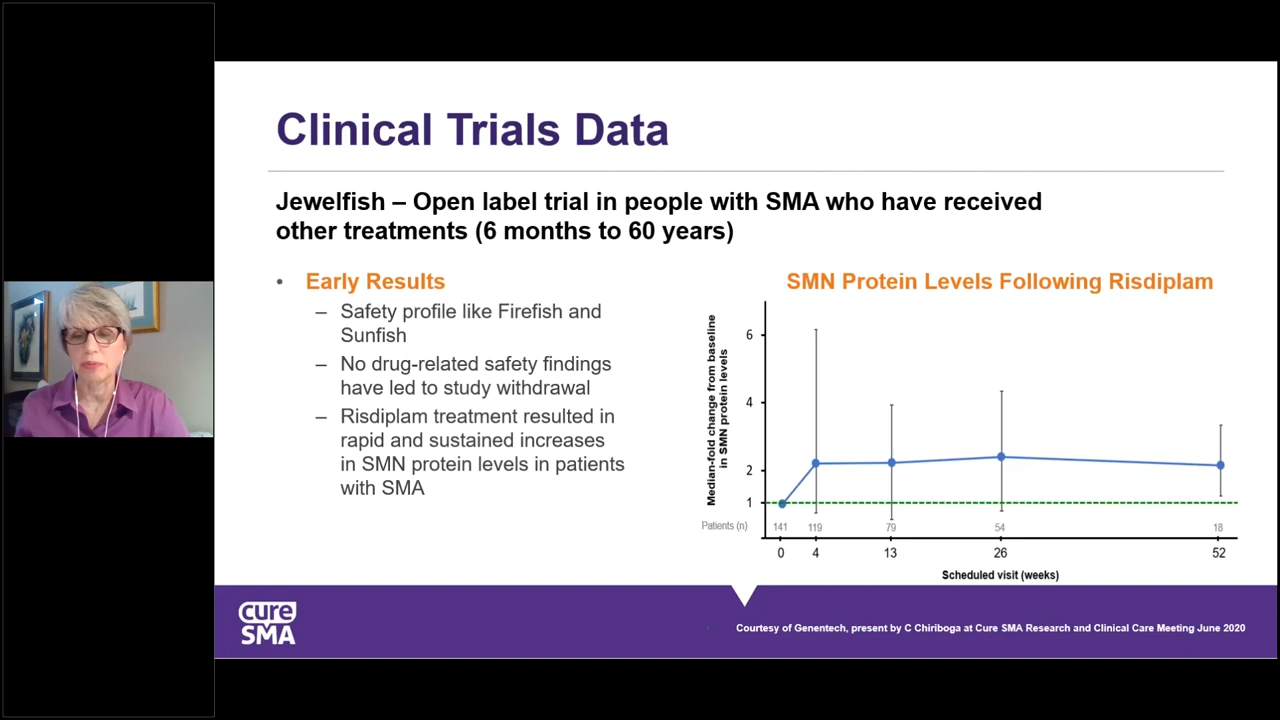 Clinical Trials Data
Jewelfish – Open label trial in people with SMA who have received
other treatments (6 months to 60 years)
• Early Results
– Safety profile like Firefish and
Sunfish
– No drug-related safety findings
have led to study withdrawal
– Risdiplam treatment resulted in
rapid and sustained increases
in SMN protein levels in patients
with SMA
SMN Protein Levels Following Risdiplam
Median-fold change from baseline
in SMN protein levels
6
4
2
1
Patients (n) 141 119 79 54 18
0 4 13 26 52
Scheduled visit (weeks)
cure
SMA
Courtesy of Genentech, present by C Chiriboga at Cure SMA Research and Clinical Care Meeting June 2020